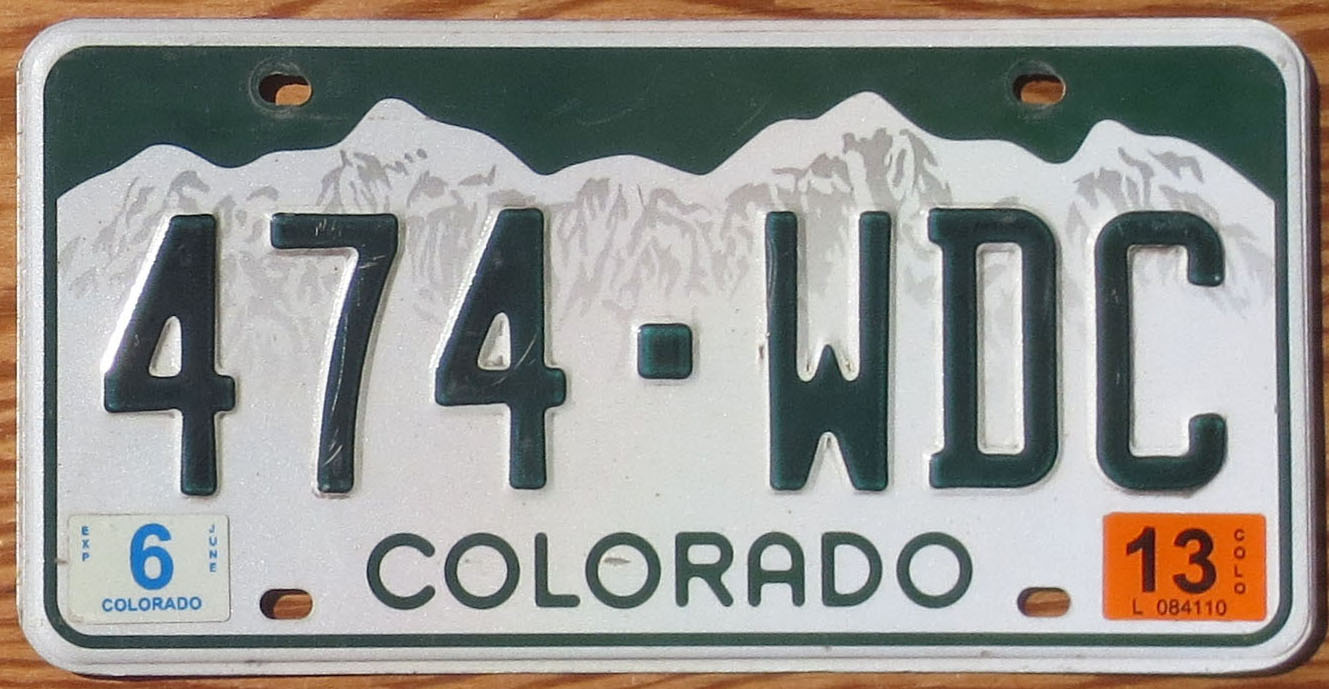 474-WDC
EXP 6 JUNE
COLORADO
COLORADO
13 COLO
L 084110